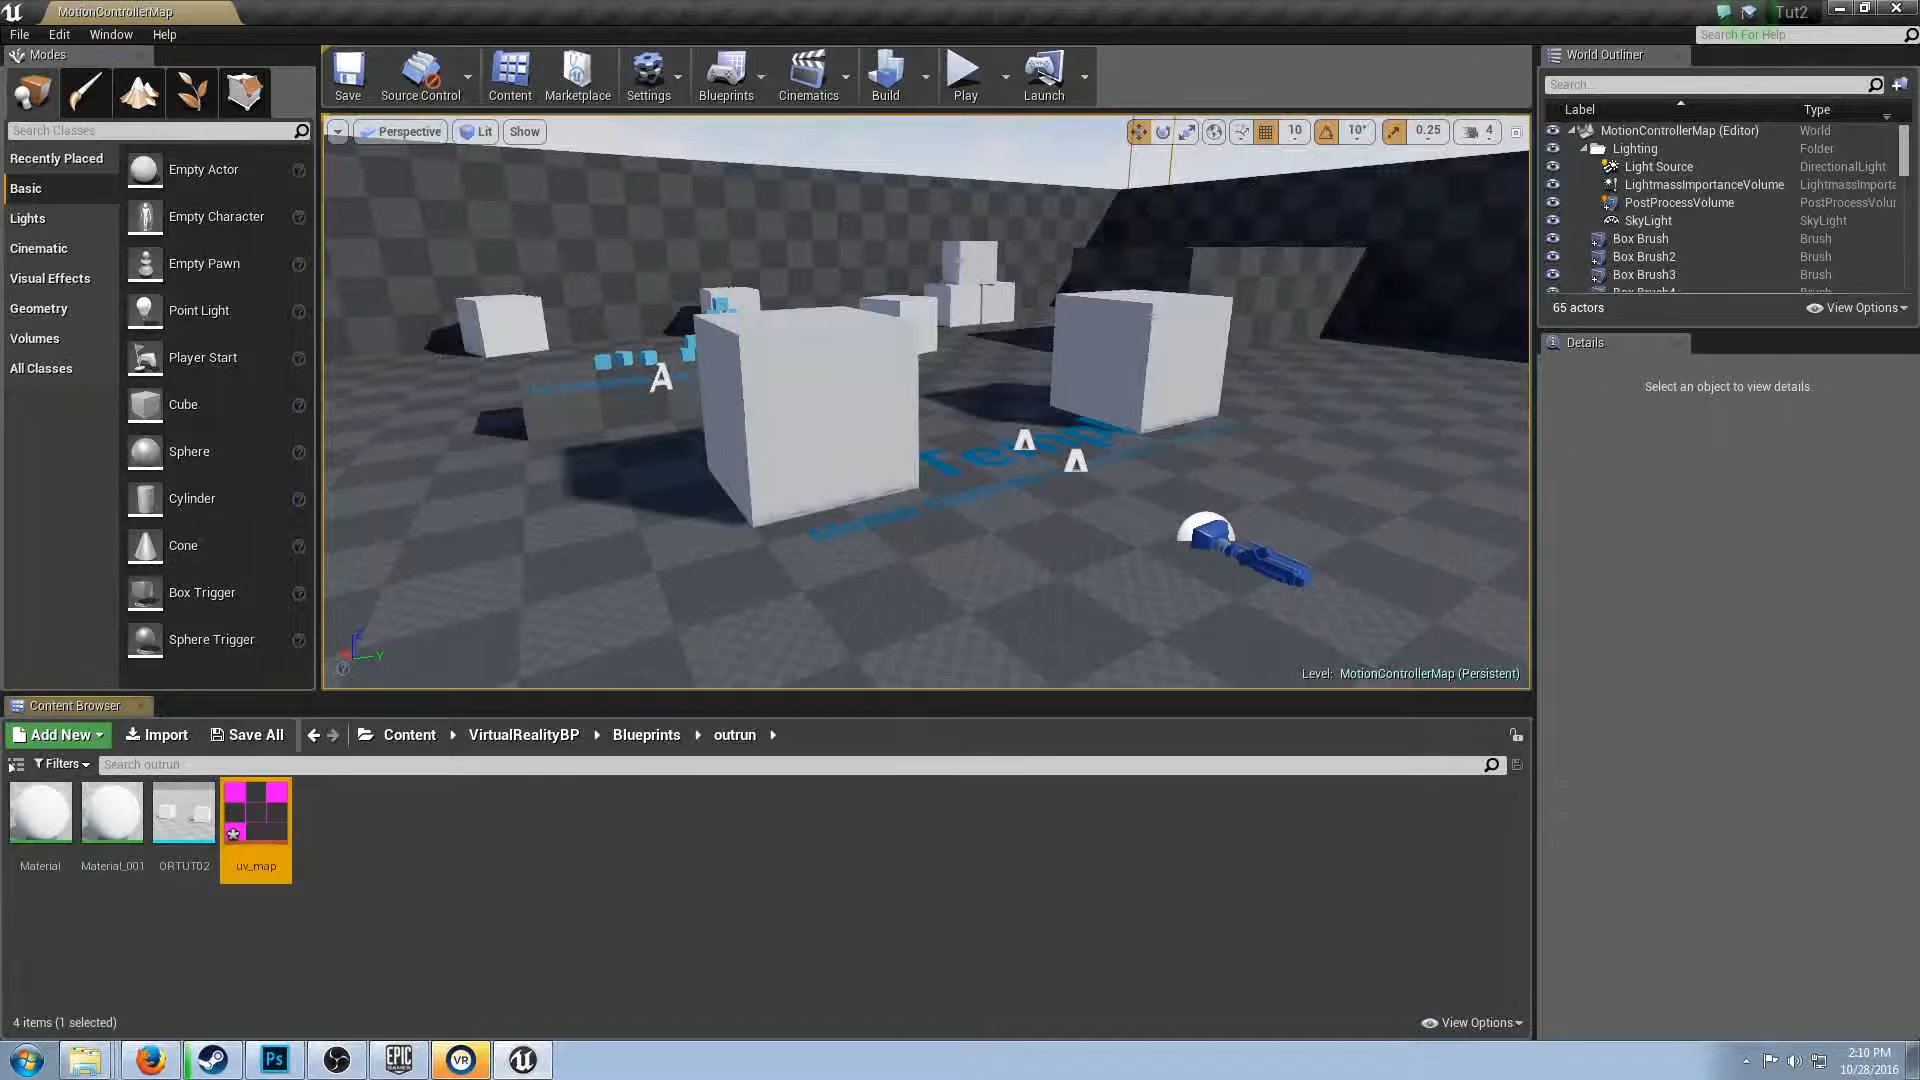 MotionControllerMap
Tut2
File Edit Window Help
Search For Help
Modes
Search Classes
Recently Placed
Basic
Lights
Cinematic
Visual Effects
Geometry
Volumes
All Classes
Empty Actor
Empty Character
Empty Pawn
Point Light
Player Start
Cube
Sphere
Cylinder
Cone
Box Trigger
Sphere Trigger
Save Source Control Content Marketplace Settings Blueprints Cinematics Build Play Launch
Perspective Lit Show
10 10° 0.25 4
A
A
A
Level: MotionControllerMap (Persistent)
World Outliner
Search...
Label Type
MotionControllerMap (Editor) World
Lighting Folder
Light Source DirectionalLight
LightmassImportanceVolume LightmassImporta
PostProcessVolume PostProcessVolur
SkyLight SkyLight
Box Brush Brush
Box Brush2 Brush
Box Brush3 Brush
65 actors View Options
Details
Select an object to view details.
Content Browser
Add New Import Save All Content VirtualRealityBP Blueprints outrun
Filters Search outrun
Material Material_001 ORTUT02 uv_map
4 items (1 selected) View Options
Ps EPIC GAMES VR
2:10 PM
10/28/2016